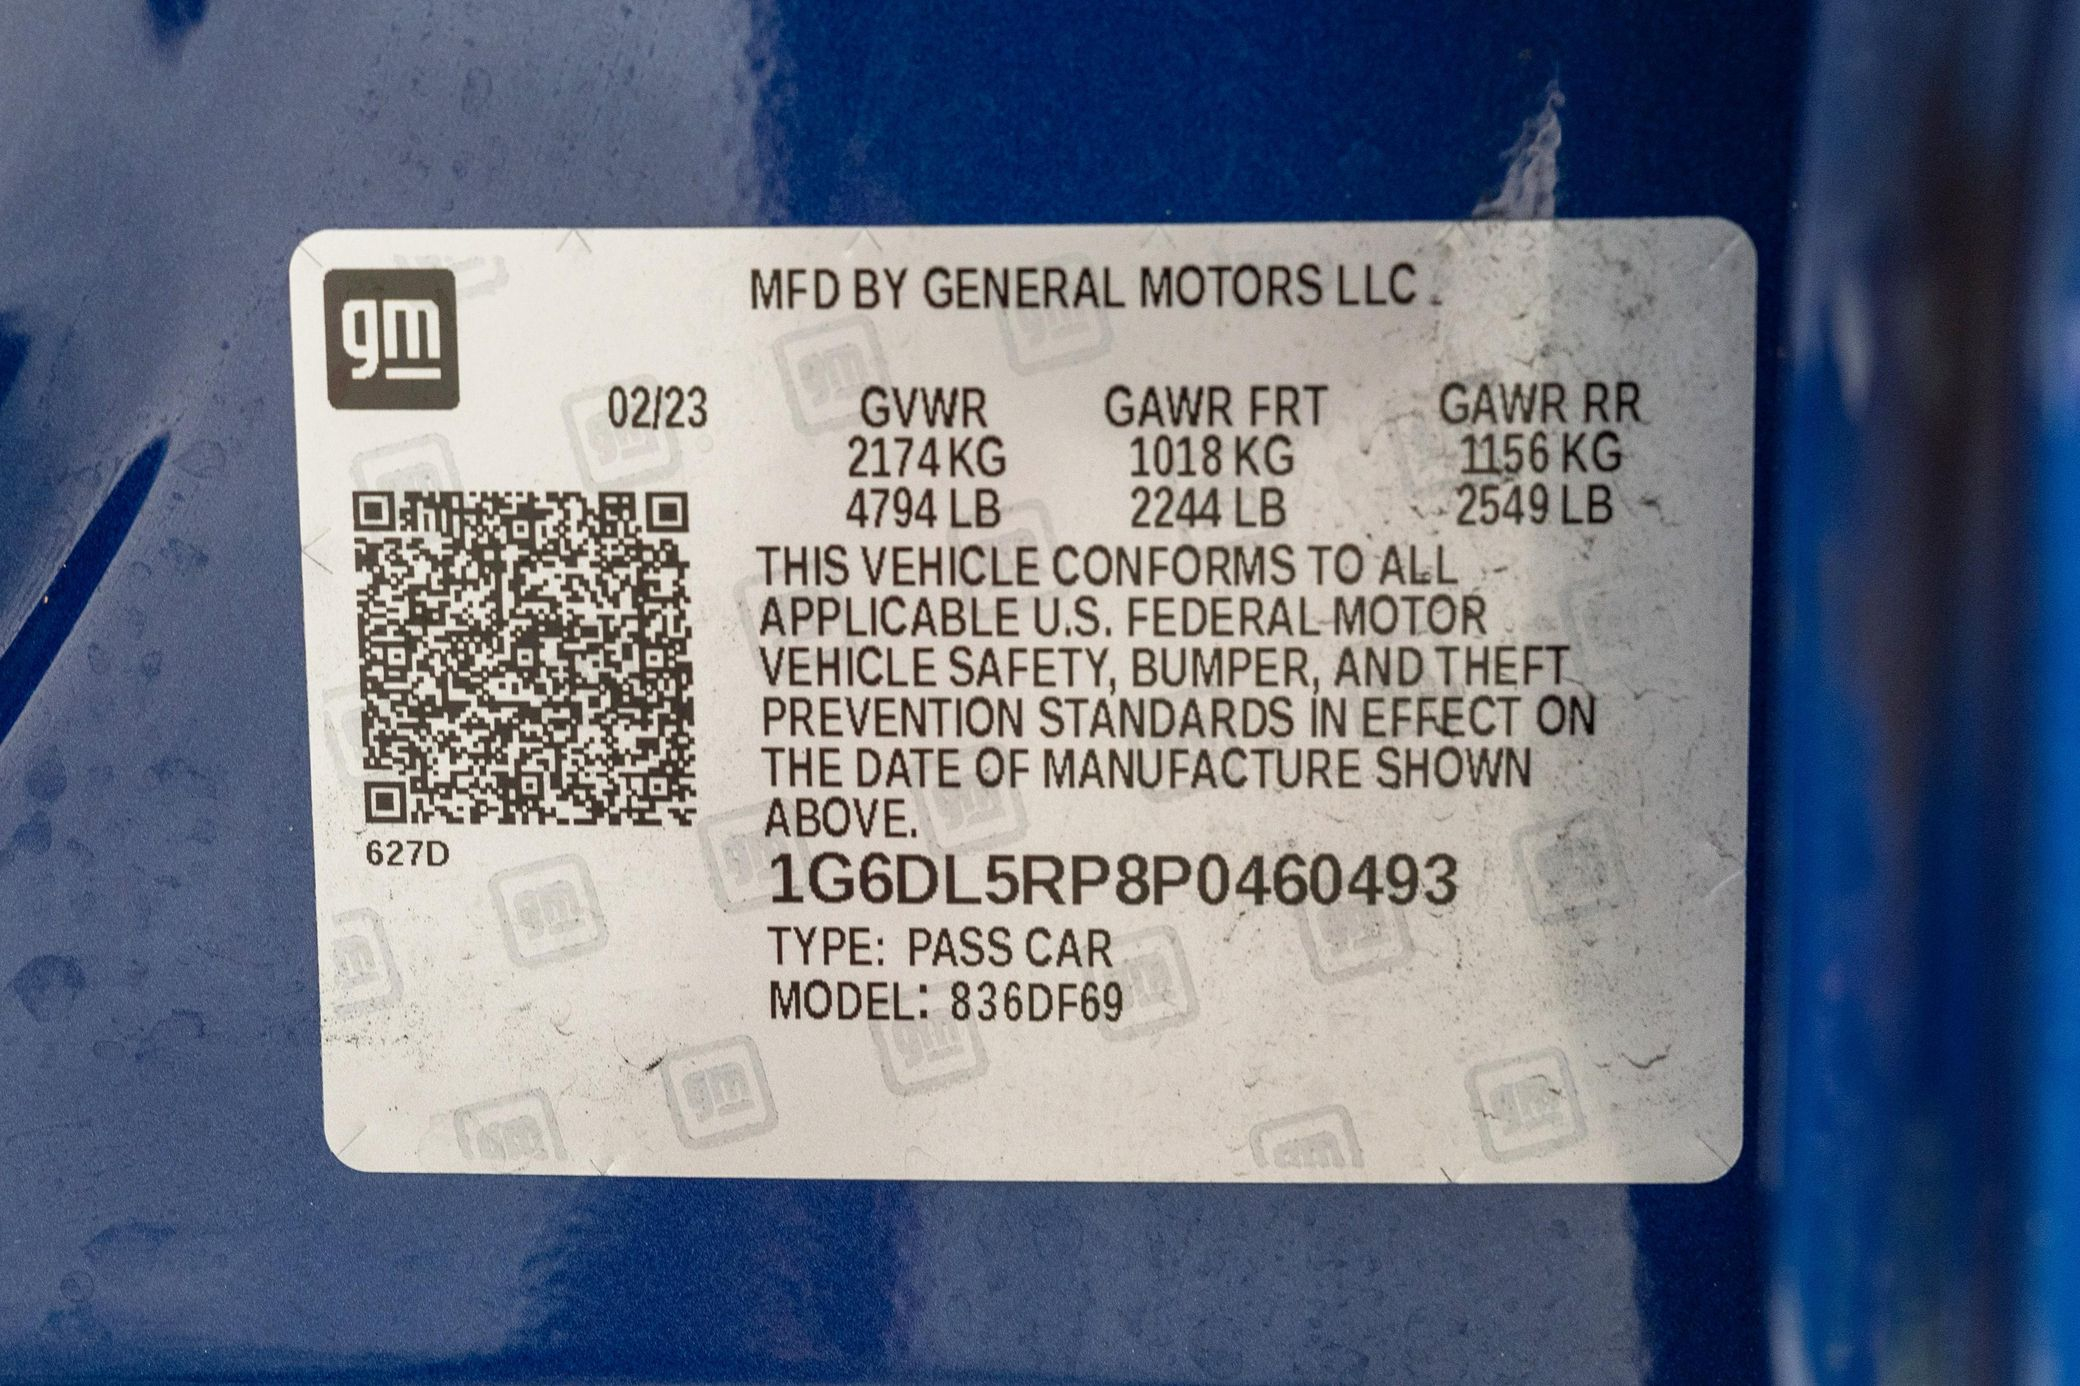 gm
MFD BY GENERAL MOTORS LLC
02/23 GVWR GAWR FRT GAWR RR
2174 KG 1018 KG 1156 KG
4794 LB 2244 LB 2549 LB
THIS VEHICLE CONFORMS TO ALL
APPLICABLE U.S. FEDERAL MOTOR
VEHICLE SAFETY, BUMPER, AND THEFT
PREVENTION STANDARDS IN EFFECT ON
THE DATE OF MANUFACTURE SHOWN
ABOVE.
627D
1G6DL5RP8P0460493
TYPE: PASS CAR
MODEL: 836DF69